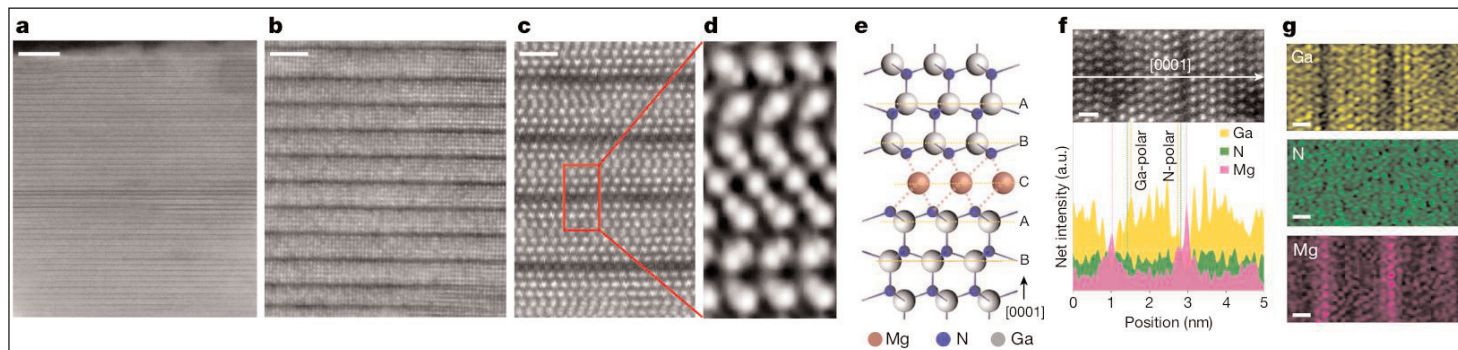 a
b
c
d
e
f
g
A
B
C
A
B
[0001]
Mg
N
Ga
[0001]
Ga
N
Mg
Ga-polar
N-polar
Net intensity (a.u.)
0
1
2
3
4
5
Position (nm)
Ga
N
Mg